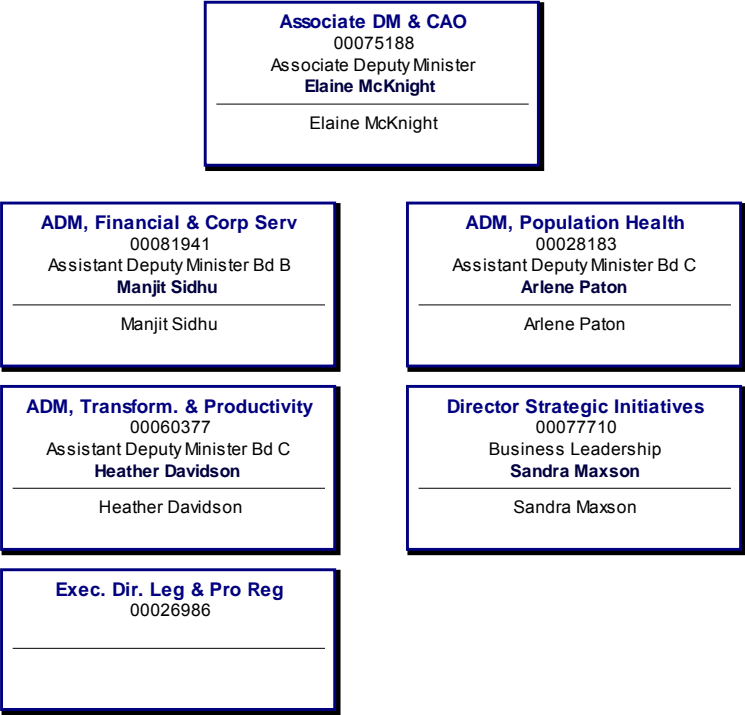 Associate DM & CAO
00075188
Associate Deputy Minister
Elaine McKnight
Elaine McKnight
ADM, Financial & Corp Serv
00081941
Assistant Deputy Minister Bd B
Manjit Sidhu
Manjit Sidhu
ADM, Population Health
00028183
Assistant Deputy Minister Bd C
Arlene Paton
Arlene Paton
ADM, Transform. & Productivity
00060377
Assistant Deputy Minister Bd C
Heather Davidson
Heather Davidson
Director Strategic Initiatives
00077710
Business Leadership
Sandra Maxson
Sandra Maxson
Exec. Dir. Leg & Pro Reg
00026986